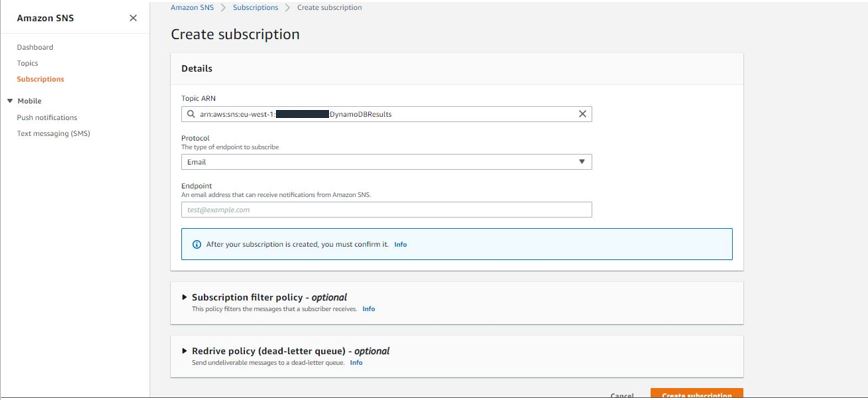 Amazon SNS
Dashboard
Topics
Subscriptions
Mobile
Push notifications
Text messaging (SMS)
Amazon SNS > Subscriptions > Create subscription
Create subscription
Details
Topic ARN
arn:aws:sns:eu-west-1: DynamoDBResults
Protocol
The type of endpoint to subscribe
Email
Endpoint
An email address that can receive notifications from Amazon SNS.
test@example.com
After your subscription is created, you must confirm it. Info
Subscription filter policy - optional
This policy filters the messages that a subscriber receives. Info
Redrive policy (dead-letter queue) - optional
Send undeliverable messages to a dead-letter queue. Info
Cancel Create subscription